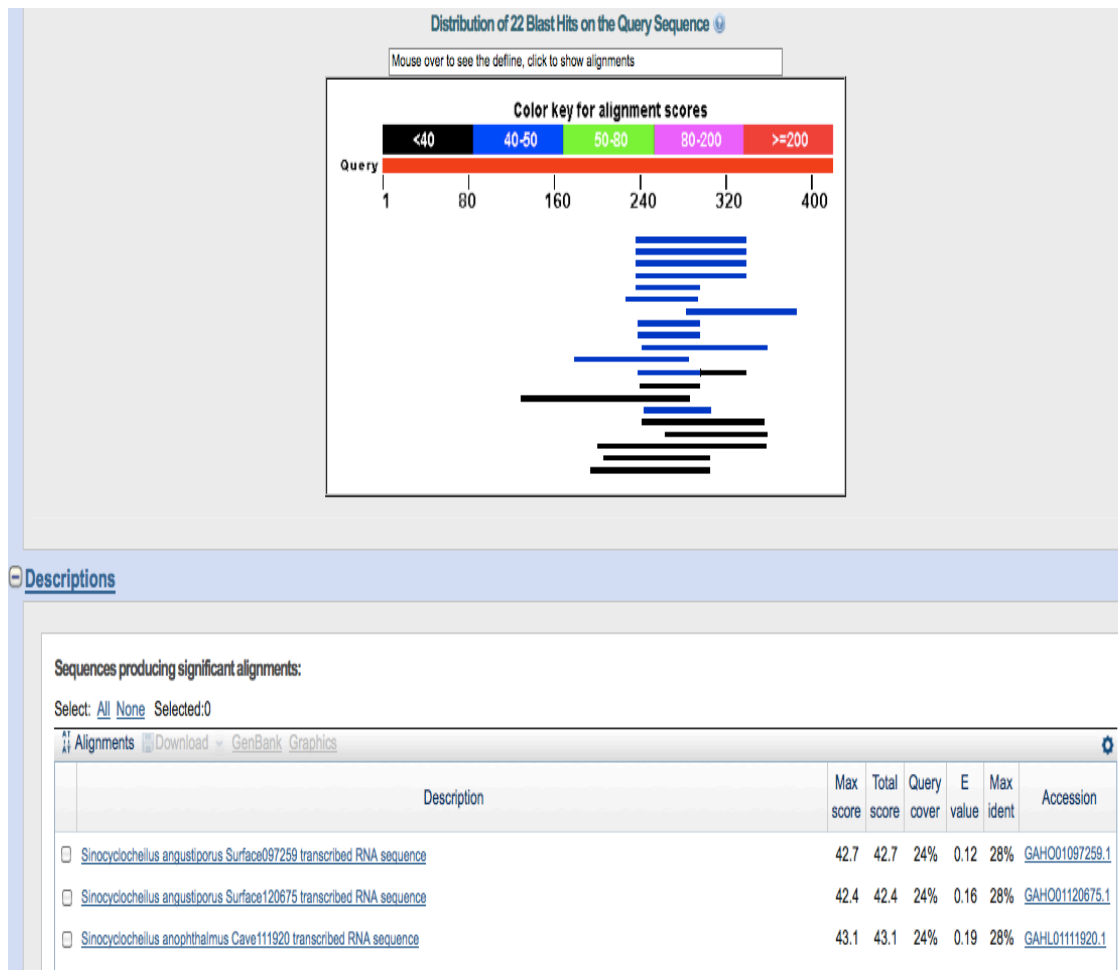 Distribution of 22 Blast Hits on the Query Sequence
Mouse over to see the defline, click to show alignments
Color key for alignment scores
<40 40-50 50-80 80-200 >=200
Query
1 80 160 240 320 400
Descriptions
Sequences producing significant alignments:
Select: All None Selected:0
Alignments Download GenBank Graphics
Description Max score Total score Query cover E value Max ident Accession
Sinocyclocheilus angustiporus Surface097259 transcribed RNA sequence 42.7 42.7 24% 0.12 28% GAHO01097259.1
Sinocyclocheilus angustiporus Surface120675 transcribed RNA sequence 42.4 42.4 24% 0.16 28% GAHO01120675.1
Sinocyclocheilus anophthalmus Cave111920 transcribed RNA sequence 43.1 43.1 24% 0.19 28% GAHL01111920.1